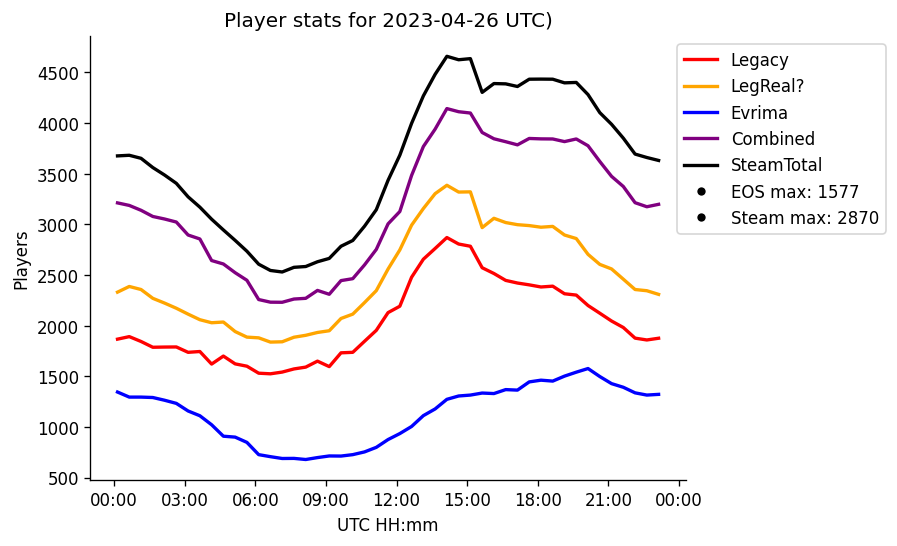 Player stats for 2023-04-26 UTC)
Legacy
LegReal?
Evrima
Combined
SteamTotal
EOS max: 1577
Steam max: 2870
Players
4500
4000
3500
3000
2500
2000
1500
1000
500
00:00 03:00 06:00 09:00 12:00 15:00 18:00 21:00 00:00
UTC HH:mm